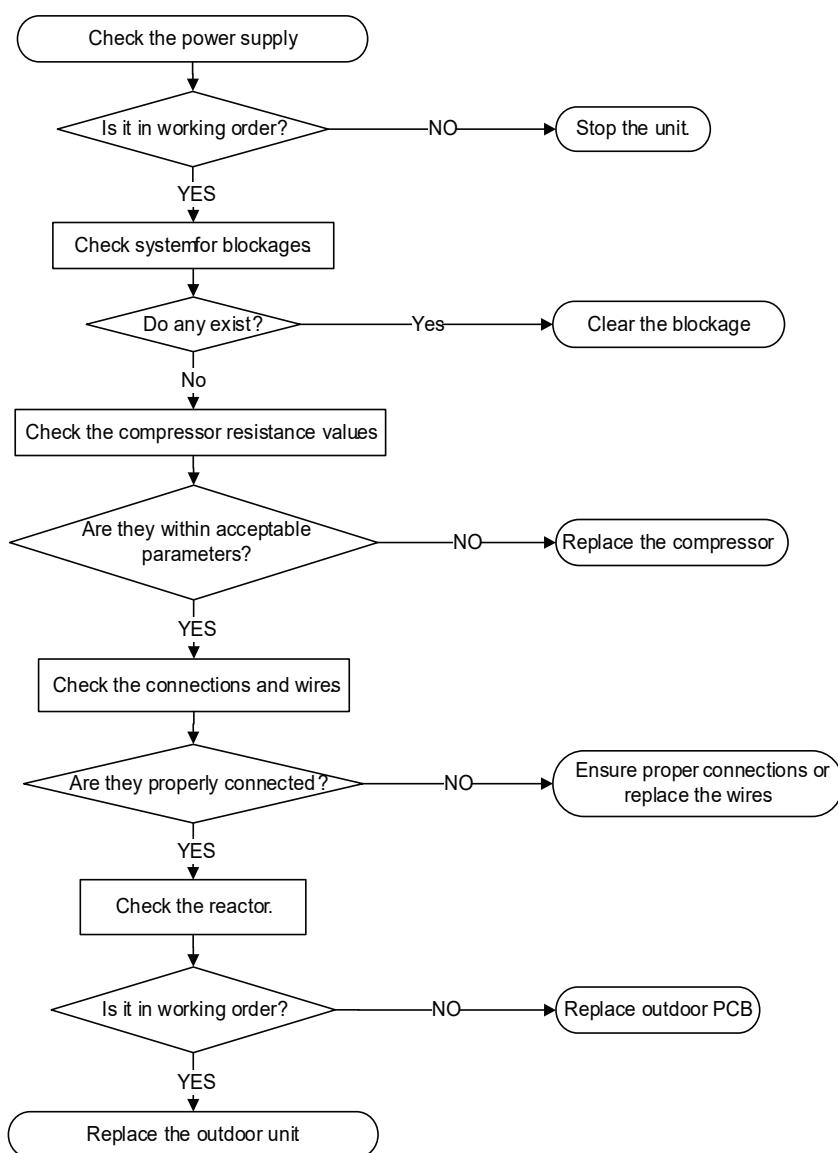 Check the power supply
Is it in working order?
NO
Stop the unit.
YES
Check systemfor blockages.
Do any exist?
Yes
Clear the blockage
No
Check the compressor resistance values
Are they within acceptable
parameters?
NO
Replace the compressor
YES
Check the connections and wires.
Are they properly connected?
NO
Ensure proper connections or
replace the wires
YES
Check the reactor.
Is it in working order?
NO
Replace outdoor PCB
YES
Replace the outdoor unit